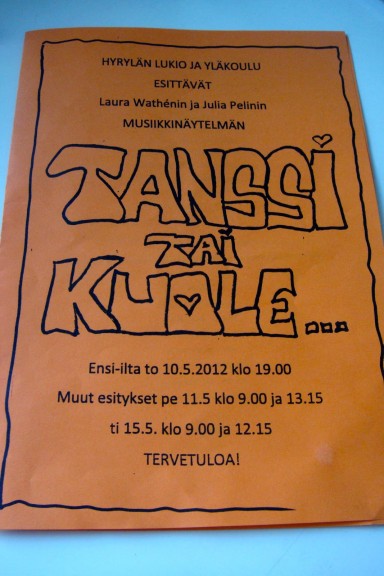 HYRYLÄN LUKIO JA YLÄKOULU
ESITTÄVÄT
Laura Wathénin ja Julia Pelinin
MUSIIKKINÄYTELMÄN
TANSSI
TAI
KUOLE...
Ensi-ilta to 10.5.2012 klo 19.00
Muut esitykset pe 11.5 klo 9.00 ja 13.15
ti 15.5. klo 9.00 ja 12.15
TERVETULOA!